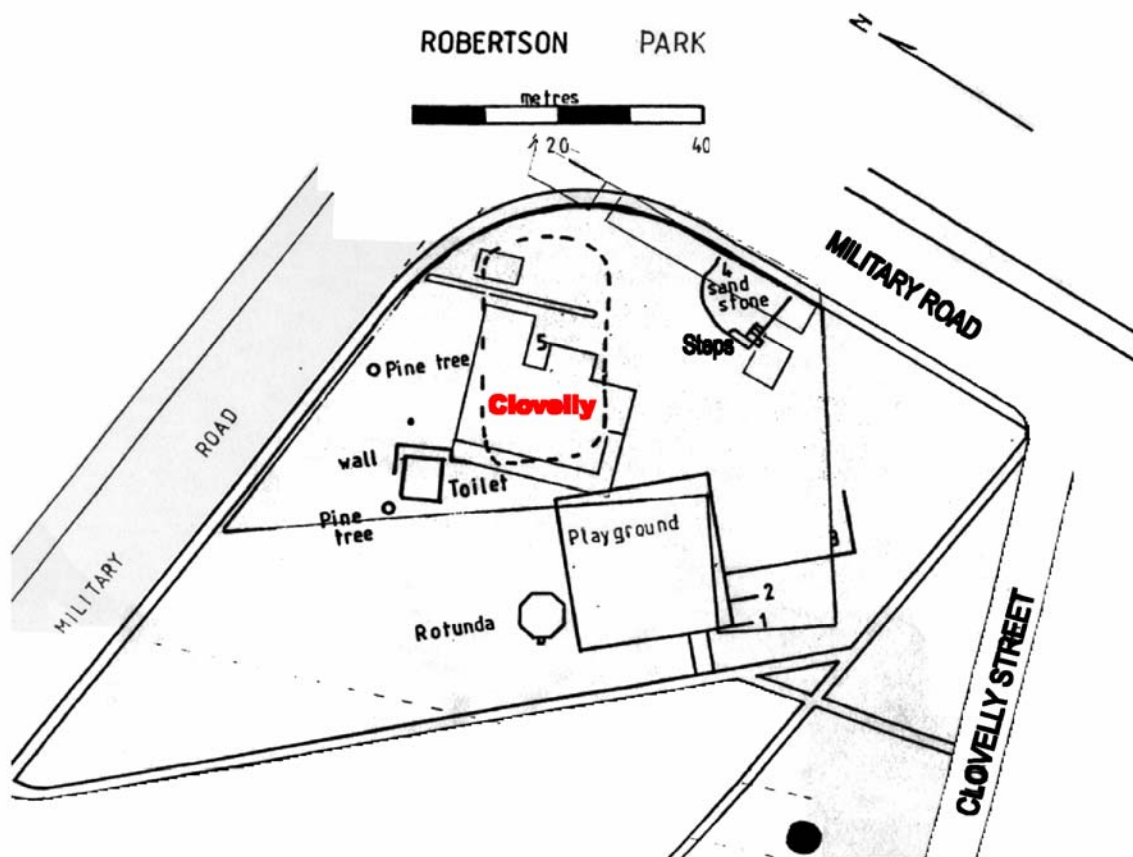 ROBERTSON PARK
N
metres
20
40
MILITARY ROAD
4
sand
stone
Steps
5
Pine tree
Clovelly
ROAD
wall
Toilet
Pine
tree
Playground
3
2
1
MILITARY
Rotunda
CLOVELLY STREET